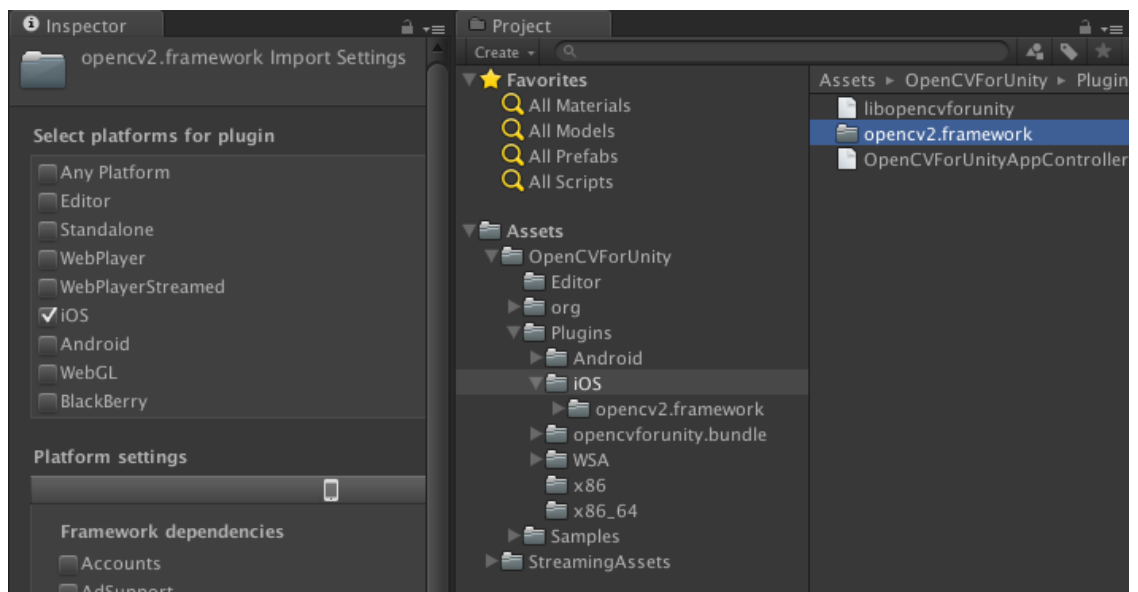 Inspector
opencv2.framework Import Settings
Select platforms for plugin
Any Platform
Editor
Standalone
WebPlayer
WebPlayerStreamed
iOS
Android
WebGL
BlackBerry
Platform settings
Framework dependencies
Accounts
AdSupport
Project
Create
Favorites
All Materials
All Models
All Prefabs
All Scripts
Assets
OpenCVForUnity
Editor
org
Plugins
Android
iOS
opencv2.framework
opencvforunity.bundle
WSA
x86
x86_64
Samples
StreamingAssets
Assets ▸ OpenCVForUnity ▸ Plugin
libopencvforunity
opencv2.framework
OpenCVForUnityAppController